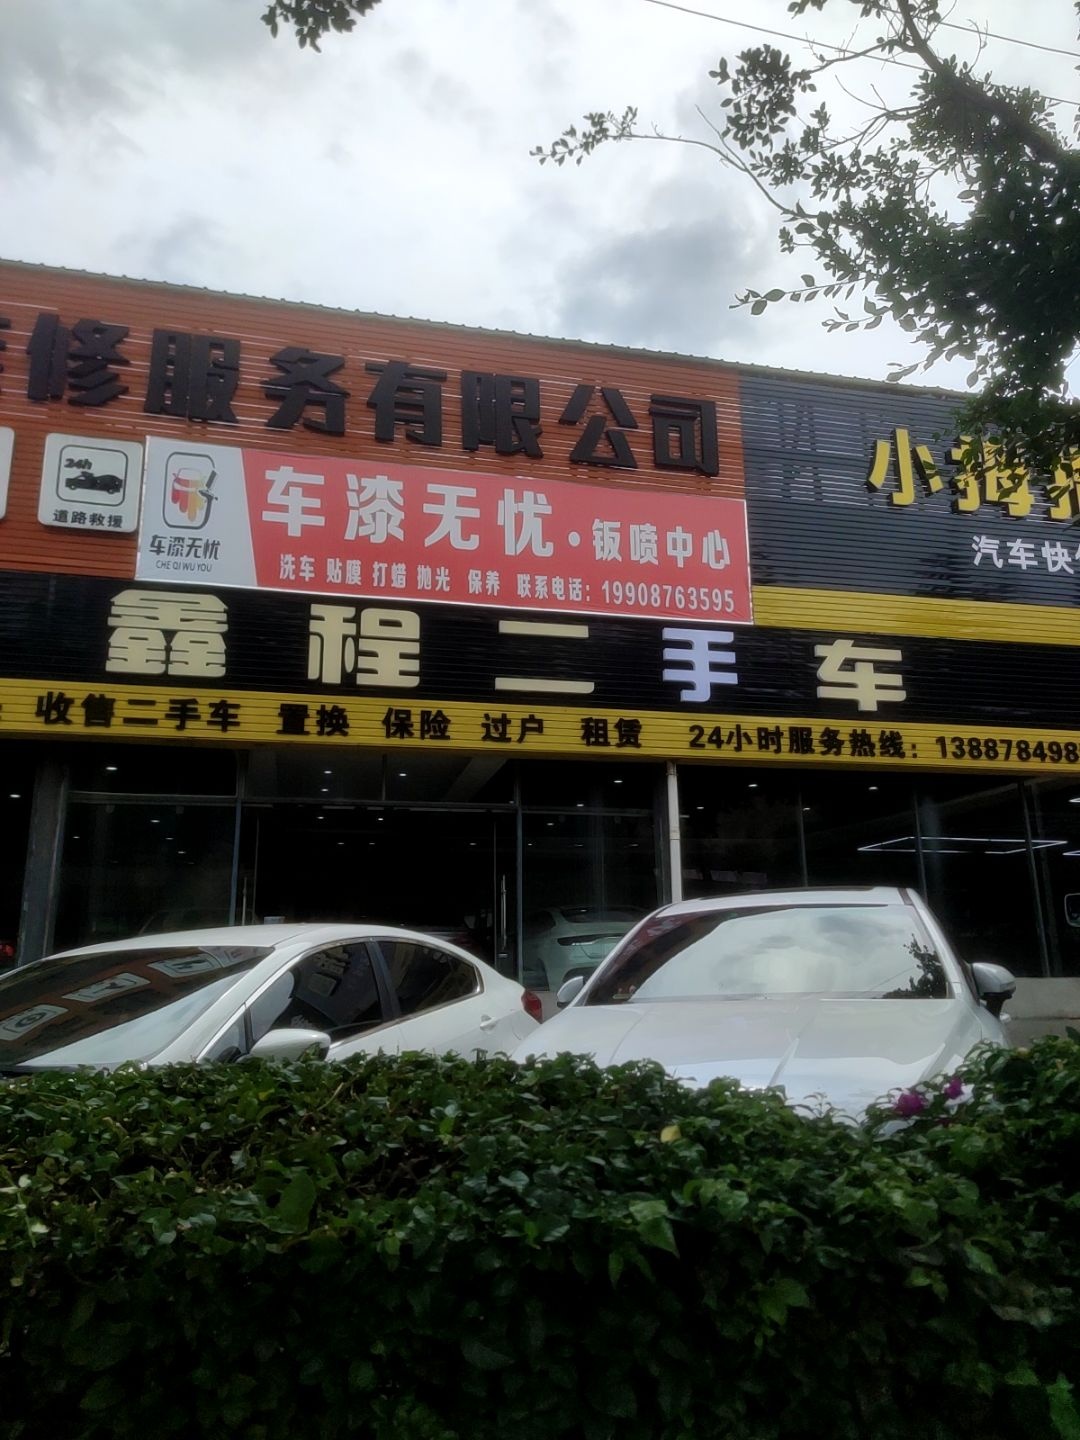 修服务有限公司
24h
道路救援
车漆无忧
CHE QI WU YOU
车漆无忧·钣喷中心
洗车 贴膜 打蜡 抛光 保养 联系电话：19908763595
小拇指
汽车快
鑫程二手车
收售二手车 置换 保险 过户 租赁 24小时服务热线：138878498